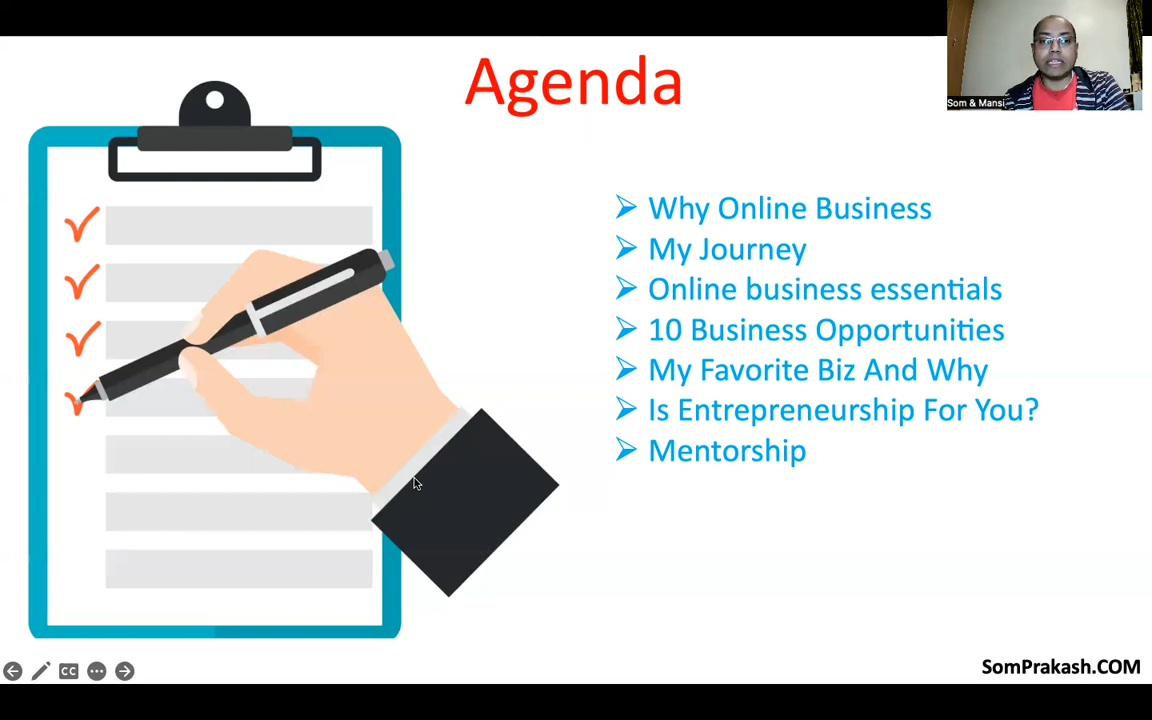 Agenda
Som & Mansi
Why Online Business
My Journey
Online business essentials
10 Business Opportunities
My Favorite Biz And Why
Is Entrepreneurship For You?
Mentorship
CC
SomPrakash.COM